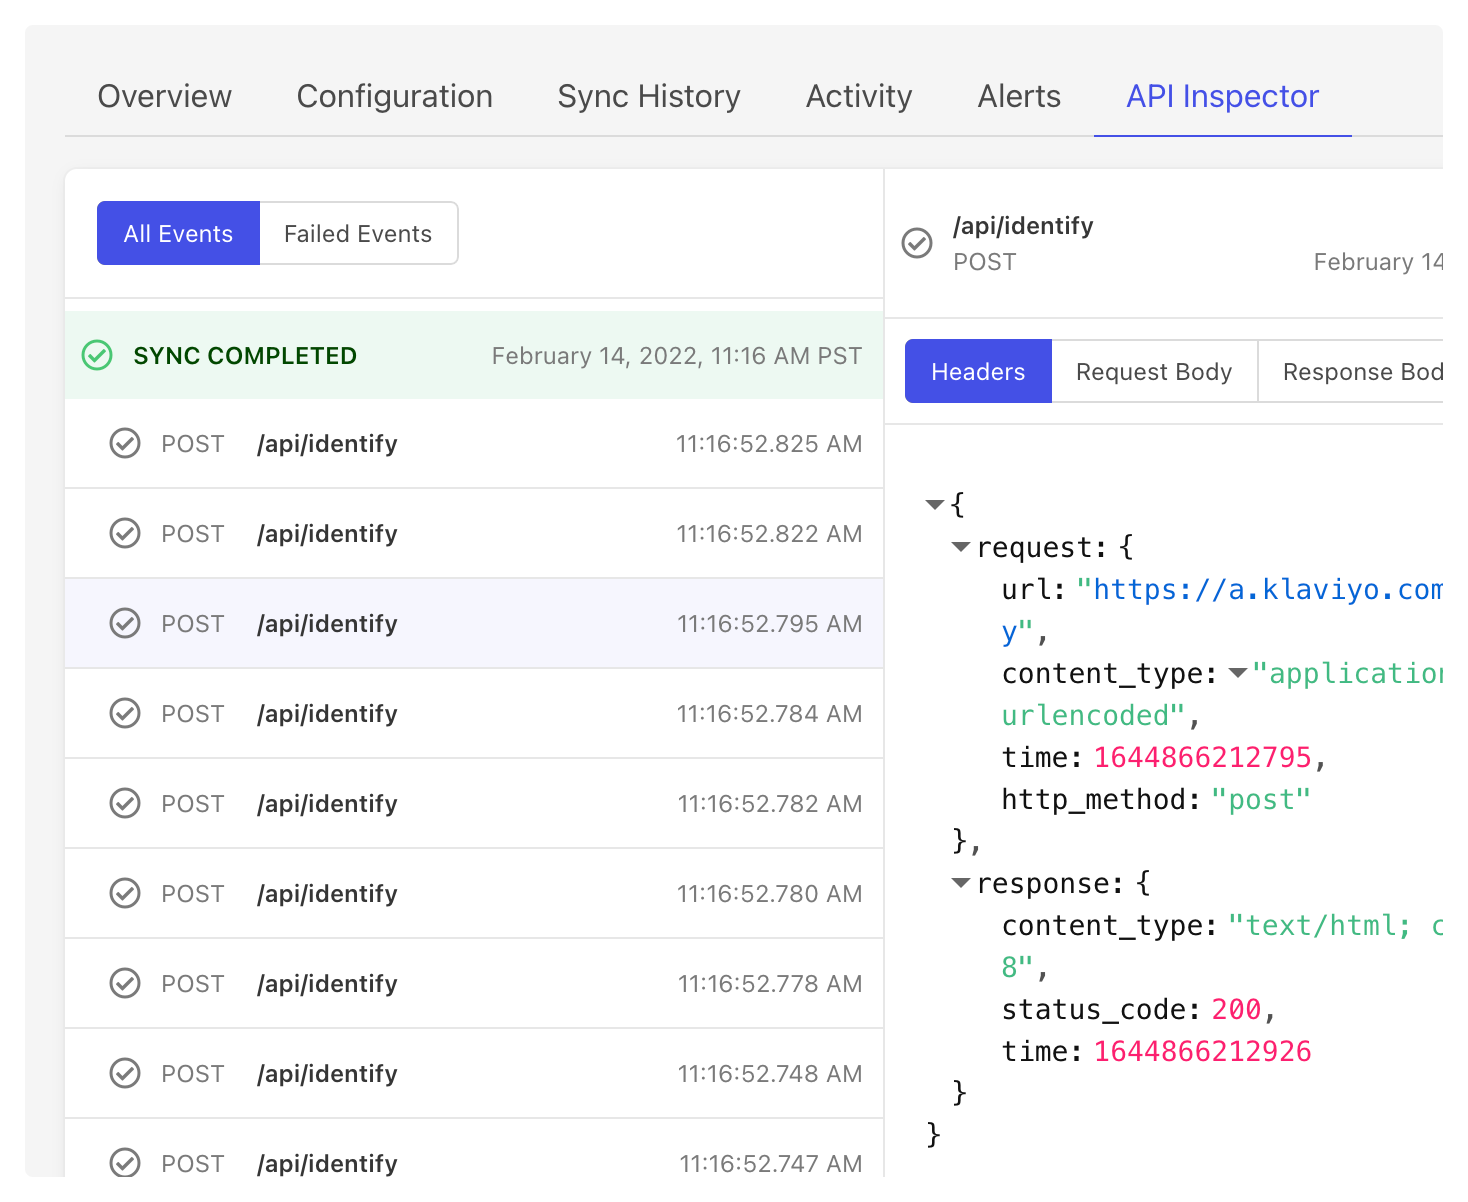 Overview Configuration Sync History Activity Alerts API Inspector
All Events Failed Events
SYNC COMPLETED February 14, 2022, 11:16 AM PST
POST /api/identify 11:16:52.825 AM
POST /api/identify 11:16:52.822 AM
POST /api/identify 11:16:52.795 AM
POST /api/identify 11:16:52.784 AM
POST /api/identify 11:16:52.782 AM
POST /api/identify 11:16:52.780 AM
POST /api/identify 11:16:52.778 AM
POST /api/identify 11:16:52.748 AM
POST /api/identify 11:16:52.747 AM
/api/identify
POST February 14
Headers Request Body Response Bod
{
request: {
url: "https://a.klaviyo.com
y",
content_type: "application
urlencoded",
time: 1644866212795,
http_method: "post"
},
response: {
content_type: "text/html; c
8",
status_code: 200,
time: 1644866212926
}
}